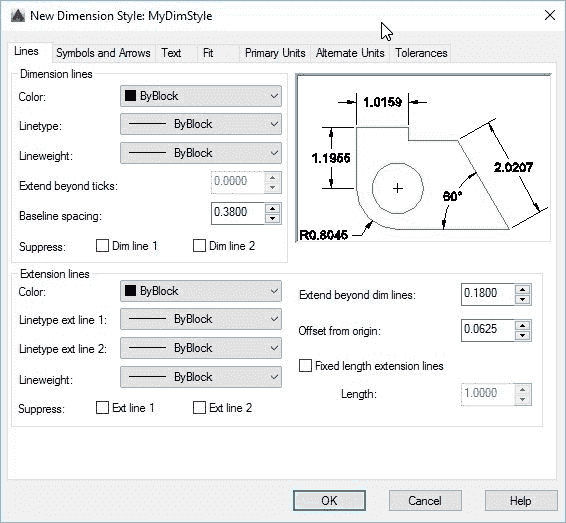 New Dimension Style: MyDimStyle
Lines Symbols and Arrows Text Fit Primary Units Alternate Units Tolerances
Dimension lines
Color: ByBlock
Linetype: ByBlock
Lineweight: ByBlock
Extend beyond ticks: 0.0000
Baseline spacing: 0.3800
Suppress: Dim line 1 Dim line 2
1.0159
1.1955
2.0207
60°
R0.8045
Extension lines
Color: ByBlock
Linetype ext line 1: ByBlock
Linetype ext line 2: ByBlock
Lineweight: ByBlock
Suppress: Ext line 1 Ext line 2
Extend beyond dim lines: 0.1800
Offset from origin: 0.0625
Fixed length extension lines
Length: 1.0000
OK Cancel Help